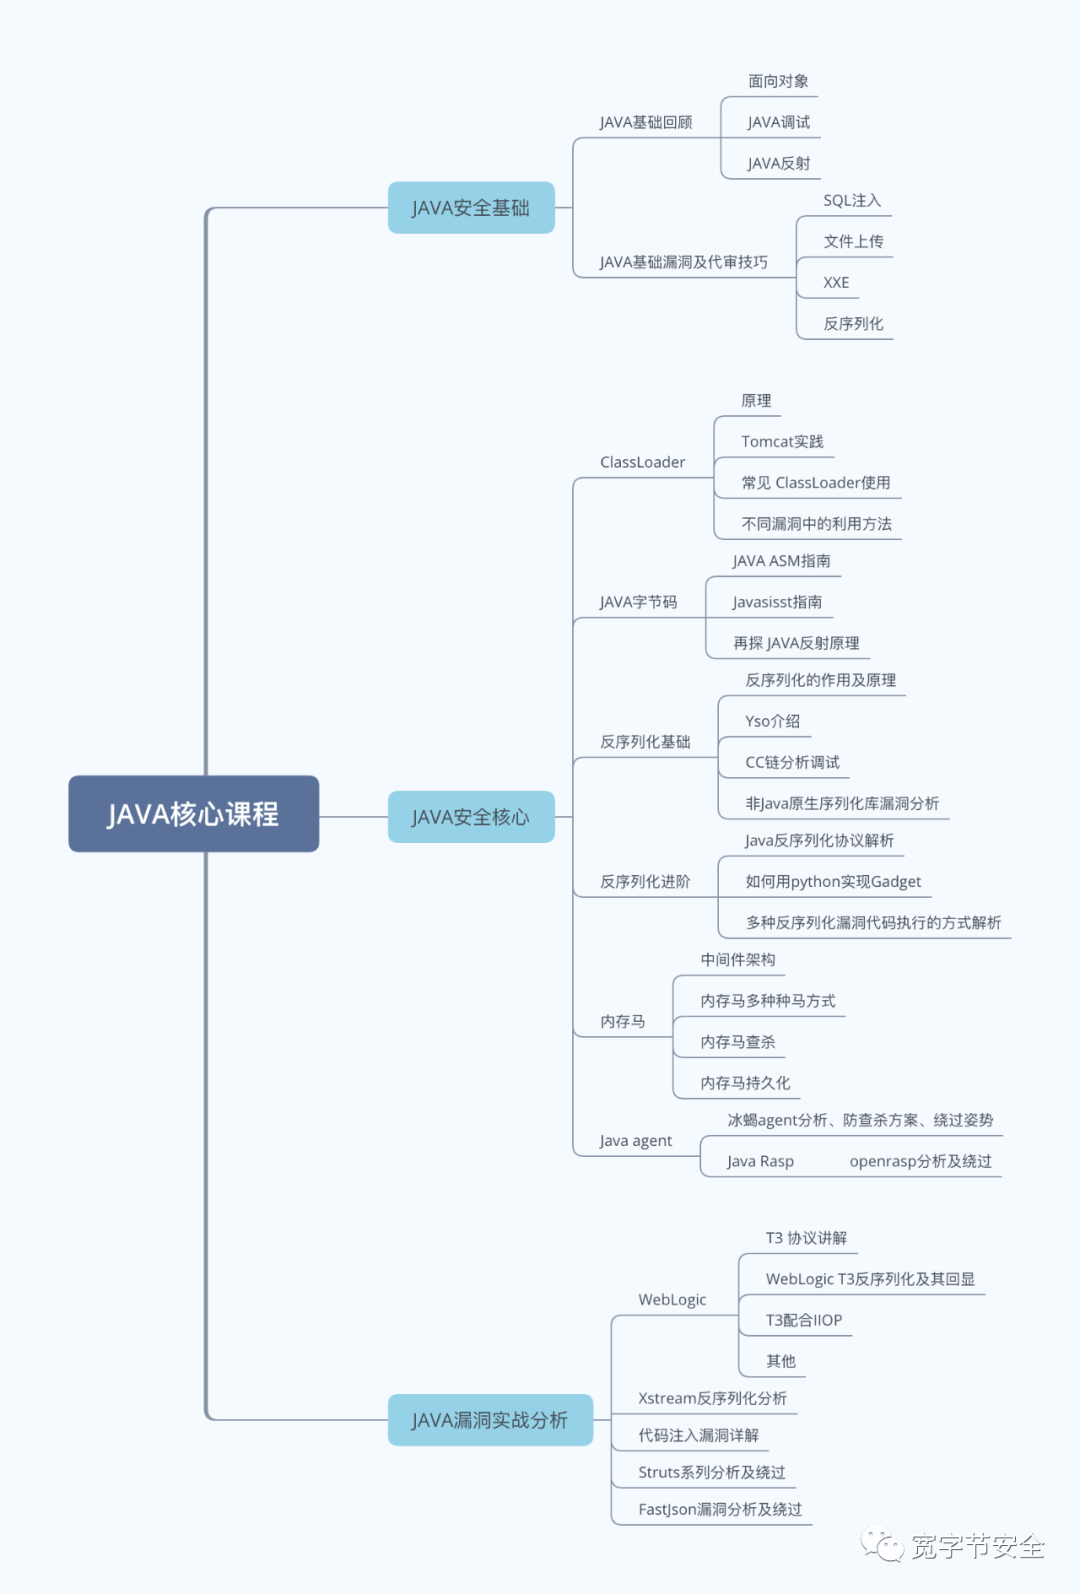 面向对象
JAVA基础回顾
JAVA调试
JAVA反射
SQL注入
JAVA安全基础
文件上传
JAVA基础漏洞及代审技巧
XXE
反序列化
原理
Tomcat实践
ClassLoader
常见 ClassLoader使用
不同漏洞中的利用方法
JAVA ASM指南
JAVA字节码
Javasisst指南
再探 JAVA反射原理
反序列化的作用及原理
Yso介绍
反序列化基础
CC链分析调试
非Java原生序列化库漏洞分析
JAVA核心课程
JAVA安全核心
Java反序列化协议解析
反序列化进阶
如何用python实现Gadget
多种反序列化漏洞代码执行的方式解析
中间件架构
内存马多种种马方式
内存马
内存马查杀
内存马持久化
冰蝎agent分析、防查杀方案、绕过姿势
Java agent
Java Rasp openrasp分析及绕过
T3 协议讲解
WebLogic T3反序列化及其回显
WebLogic
T3配合IIOP
其他
Xstream反序列化分析
JAVA漏洞实战分析
代码注入漏洞详解
Struts系列分析及绕过
FastJson漏洞分析及绕过
宽字节安全